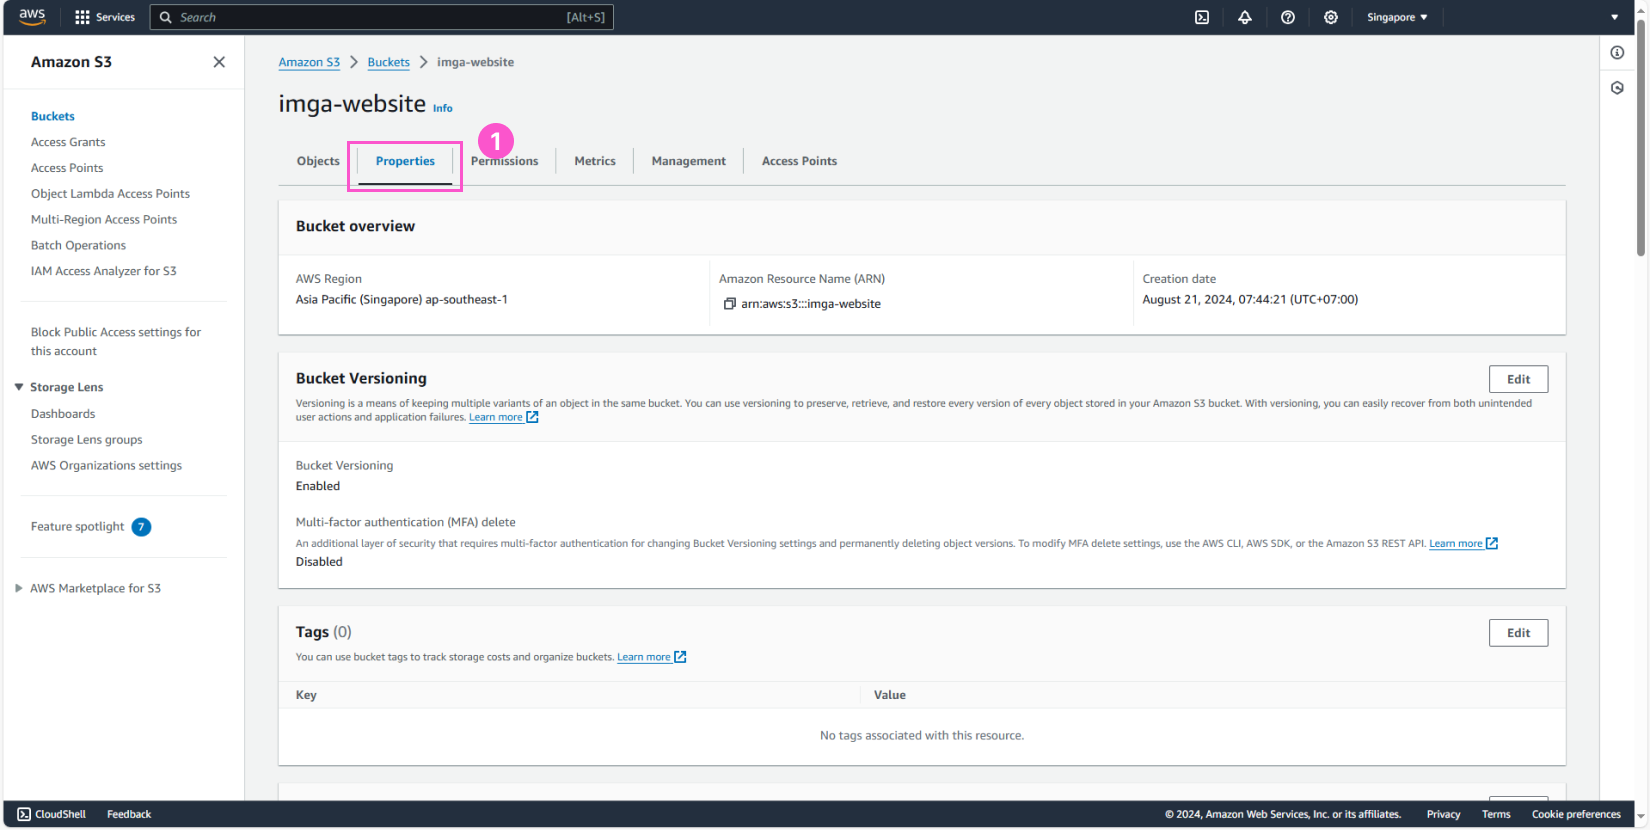 aws
Services
Search
[Alt+S]
Singapore
Amazon S3
Buckets
Access Grants
Access Points
Object Lambda Access Points
Multi-Region Access Points
Batch Operations
IAM Access Analyzer for S3
Block Public Access settings for
this account
Storage Lens
Dashboards
Storage Lens groups
AWS Organizations settings
Feature spotlight 7
AWS Marketplace for S3
Amazon S3 > Buckets > imga-website
imga-website Info
1
Objects
Properties
Permissions
Metrics
Management
Access Points
Bucket overview
AWS Region
Asia Pacific (Singapore) ap-southeast-1
Amazon Resource Name (ARN)
arn:aws:s3:::imga-website
Creation date
August 21, 2024, 07:44:21 (UTC+07:00)
Bucket Versioning
Edit
Versioning is a means of keeping multiple variants of an object in the same bucket. You can use versioning to preserve, retrieve, and restore every version of every object stored in your Amazon S3 bucket. With versioning, you can easily recover from both unintended
user actions and application failures. Learn more
Bucket Versioning
Enabled
Multi-factor authentication (MFA) delete
An additional layer of security that requires multi-factor authentication for changing Bucket Versioning settings and permanently deleting object versions. To modify MFA delete settings, use the AWS CLI, AWS SDK, or the Amazon S3 REST API. Learn more
Disabled
Tags (0)
Edit
You can use bucket tags to track storage costs and organize buckets. Learn more
Key
Value
No tags associated with this resource.
CloudShell
Feedback
© 2024, Amazon Web Services, Inc. or its affiliates.
Privacy
Terms
Cookie preferences